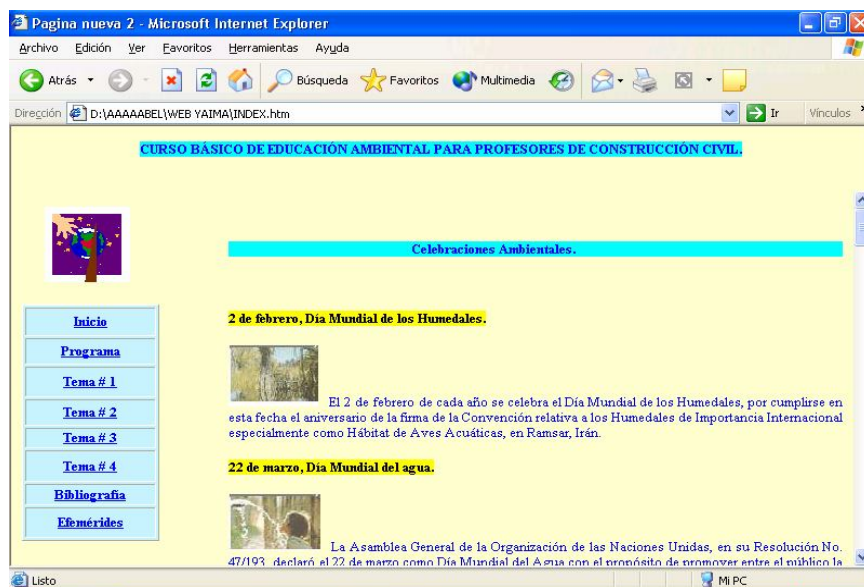 Pagina nueva 2 - Microsoft Internet Explorer
Archivo Edición Ver Favoritos Herramientas Ayuda
Atrás Búsqueda Favoritos Multimedia
Dirección D:\AAAAABEL\WEB YAIMA\INDEX.htm Ir Vínculos
CURSO BÁSICO DE EDUCACIÓN AMBIENTAL PARA PROFESORES DE CONSTRUCCIÓN CIVIL.
Celebraciones Ambientales.
Inicio
Programa
Tema # 1
Tema # 2
Tema # 3
Tema # 4
Bibliografía
Efemérides
2 de febrero, Día Mundial de los Humedales.
El 2 de febrero de cada año se celebra el Día Mundial de los Humedales, por cumplirse en
esta fecha el aniversario de la firma de la Convención relativa a los Humedales de Importancia Internacional
especialmente como Hábitat de Aves Acuáticas, en Ramsar, Irán.
22 de marzo, Día Mundial del agua.
La Asamblea General de la Organización de las Naciones Unidas, en su Resolución No.
47/193, declaró el 22 de marzo como Día Mundial del Agua con el propósito de promover entre el público la
Listo Mi PC